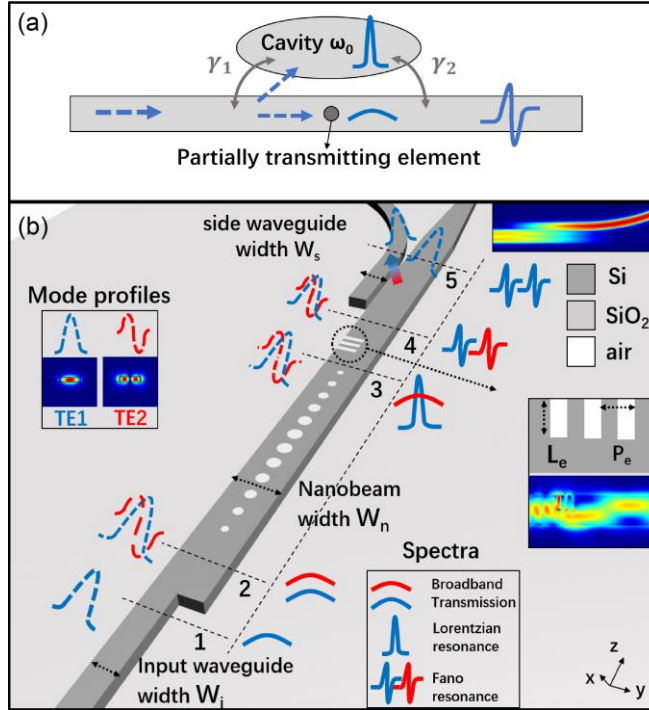 (a)
Cavity ω₀
γ₁
γ₂
Partially transmitting element
(b)
side waveguide
width Wₛ
5
Si
SiO₂
air
Mode profiles
TE1
TE2
4
3
Lₑ
Pₑ
Nanobeam
width Wₙ
2
1
Input waveguide
width Wᵢ
Spectra
Broadband
Transmission
Lorentzian
resonance
Fano
resonance
z
x
y